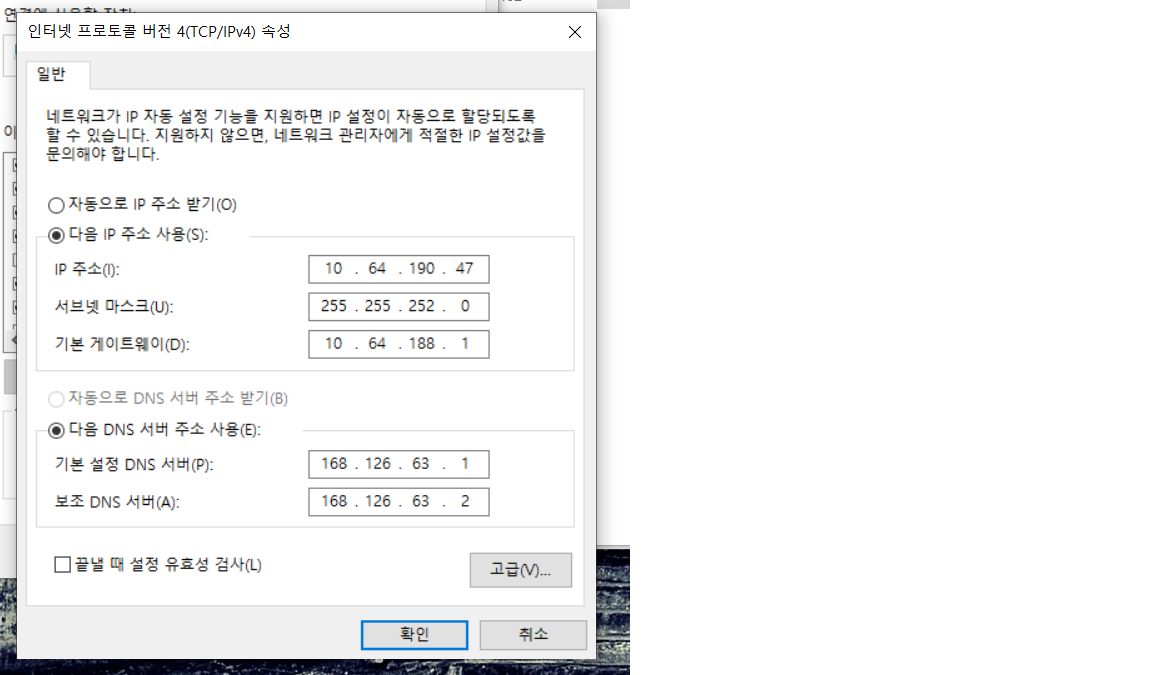 인터넷 프로토콜 버전 4(TCP/IPv4) 속성
일반
네트워크가 IP 자동 설정 기능을 지원하면 IP 설정이 자동으로 할당되도록
할 수 있습니다. 지원하지 않으면, 네트워크 관리자에게 적절한 IP 설정값을
문의해야 합니다.
자동으로 IP 주소 받기(O)
다음 IP 주소 사용(S):
IP 주소(I): 10 . 64 . 190 . 47
서브넷 마스크(U): 255 . 255 . 252 . 0
기본 게이트웨이(D): 10 . 64 . 188 . 1
자동으로 DNS 서버 주소 받기(B)
다음 DNS 서버 주소 사용(E):
기본 설정 DNS 서버(P): 168 . 126 . 63 . 1
보조 DNS 서버(A): 168 . 126 . 63 . 2
끝낼 때 설정 유효성 검사(L)
고급(V)...
확인 취소